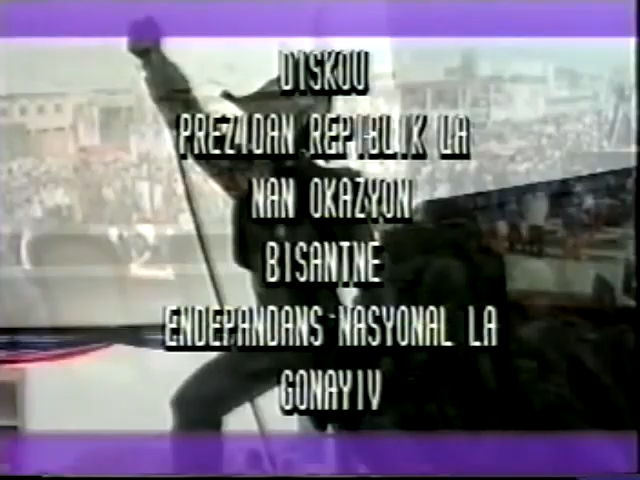 DISKOU
PREZIDAN REPIBLIK LA
NAN OKAZYON
BISANTNE
ENDEPANDANS NASYONAL LA
GONAYIV